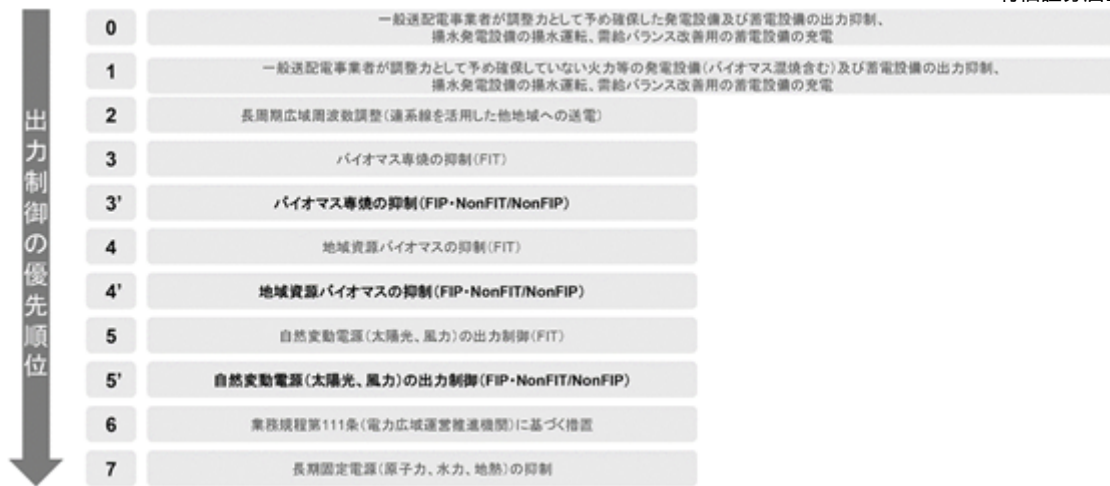 0
一般送配電事業者が調整力として予め確保した発電設備及び蓄電設備の出力抑制、
揚水発電設備の揚水運転、需給バランス改善用の蓄電設備の充電
1
一般送配電事業者が調整力として予め確保していない火力等の発電設備(バイオマス混焼含む)及び蓄電設備の出力抑制、
揚水発電設備の揚水運転、需給バランス改善用の蓄電設備の充電
出力制御の優先順位
2
長周期広域周波数調整(連系線を活用した他地域への送電)
3
バイオマス専焼の抑制(FIT)
3’
バイオマス専焼の抑制(FIP・NonFIT/NonFIP)
4
地域資源バイオマスの抑制(FIT)
4’
地域資源バイオマスの抑制(FIP・NonFIT/NonFIP)
5
自然変動電源(太陽光、風力)の出力制御(FIT)
5’
自然変動電源(太陽光、風力)の出力制御(FIP・NonFIT/NonFIP)
6
業務規程第111条(電力広域運営推進機関)に基づく措置
7
長期固定電源(原子力、水力、地熱)の抑制